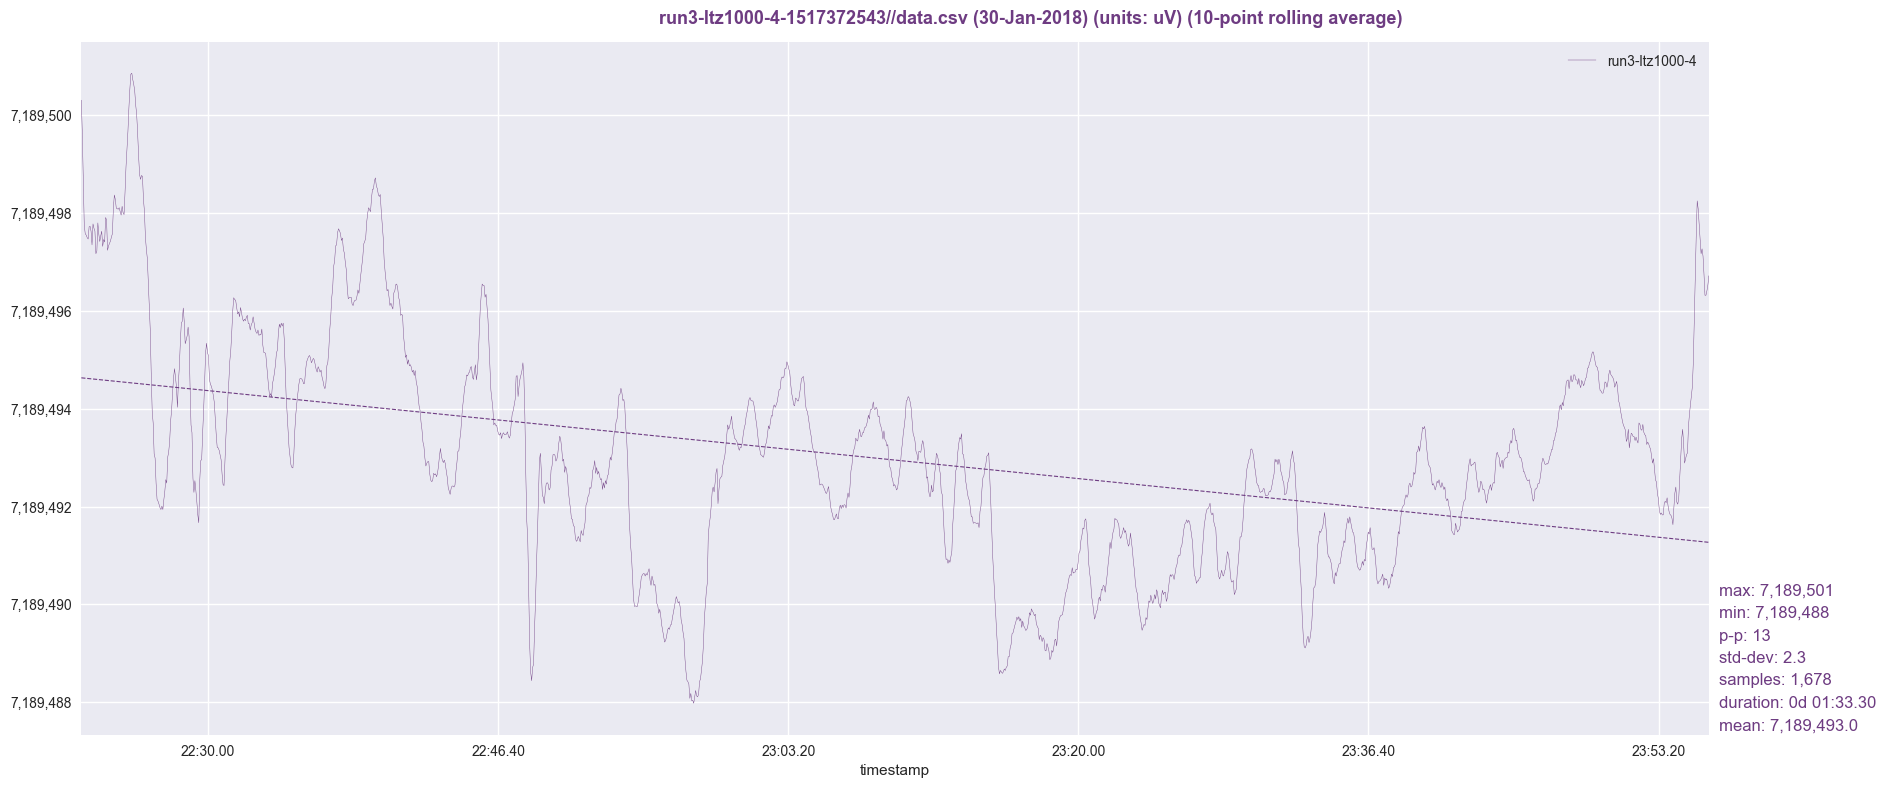 run3-ltz1000-4-1517372543//data.csv (30-Jan-2018) (units: uV) (10-point rolling average)
run3-ltz1000-4
7,189,500
7,189,498
7,189,496
7,189,494
7,189,492
7,189,490
7,189,488
max: 7,189,501
min: 7,189,488
p-p: 13
std-dev: 2.3
samples: 1,678
duration: 0d 01:33.30
mean: 7,189,493.0
22:30.00 22:46.40 23:03.20 23:20.00 23:36.40 23:53.20
timestamp